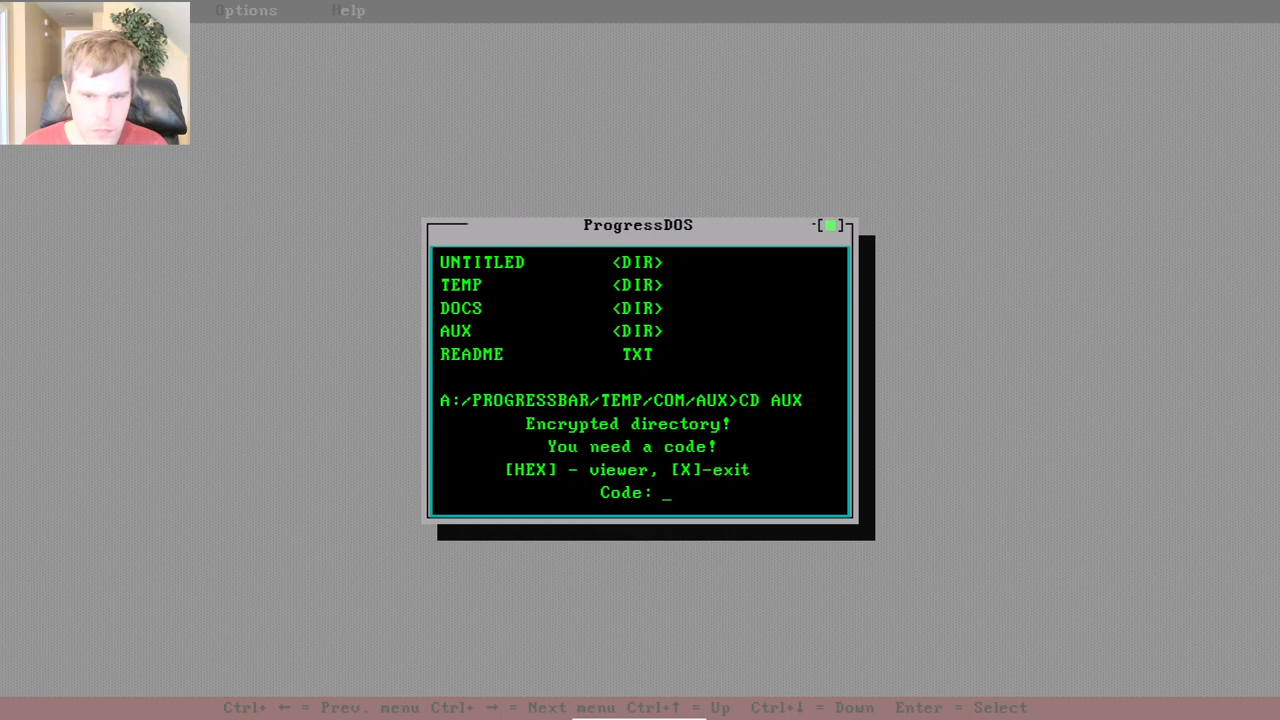 Options Help
ProgressDOS
UNTITLED <DIR>
TEMP <DIR>
DOCS <DIR>
AUX <DIR>
README TXT
A:/PROGRESSBAR/TEMP/COM/AUX>CD AUX
Encrypted directory!
You need a code!
[HEX] - viewer, [X]-exit
Code: _
Ctrl+ ← = Prev. menu Ctrl+ → = Next menu Ctrl+↑ = Up Ctrl+↓ = Down Enter = Select